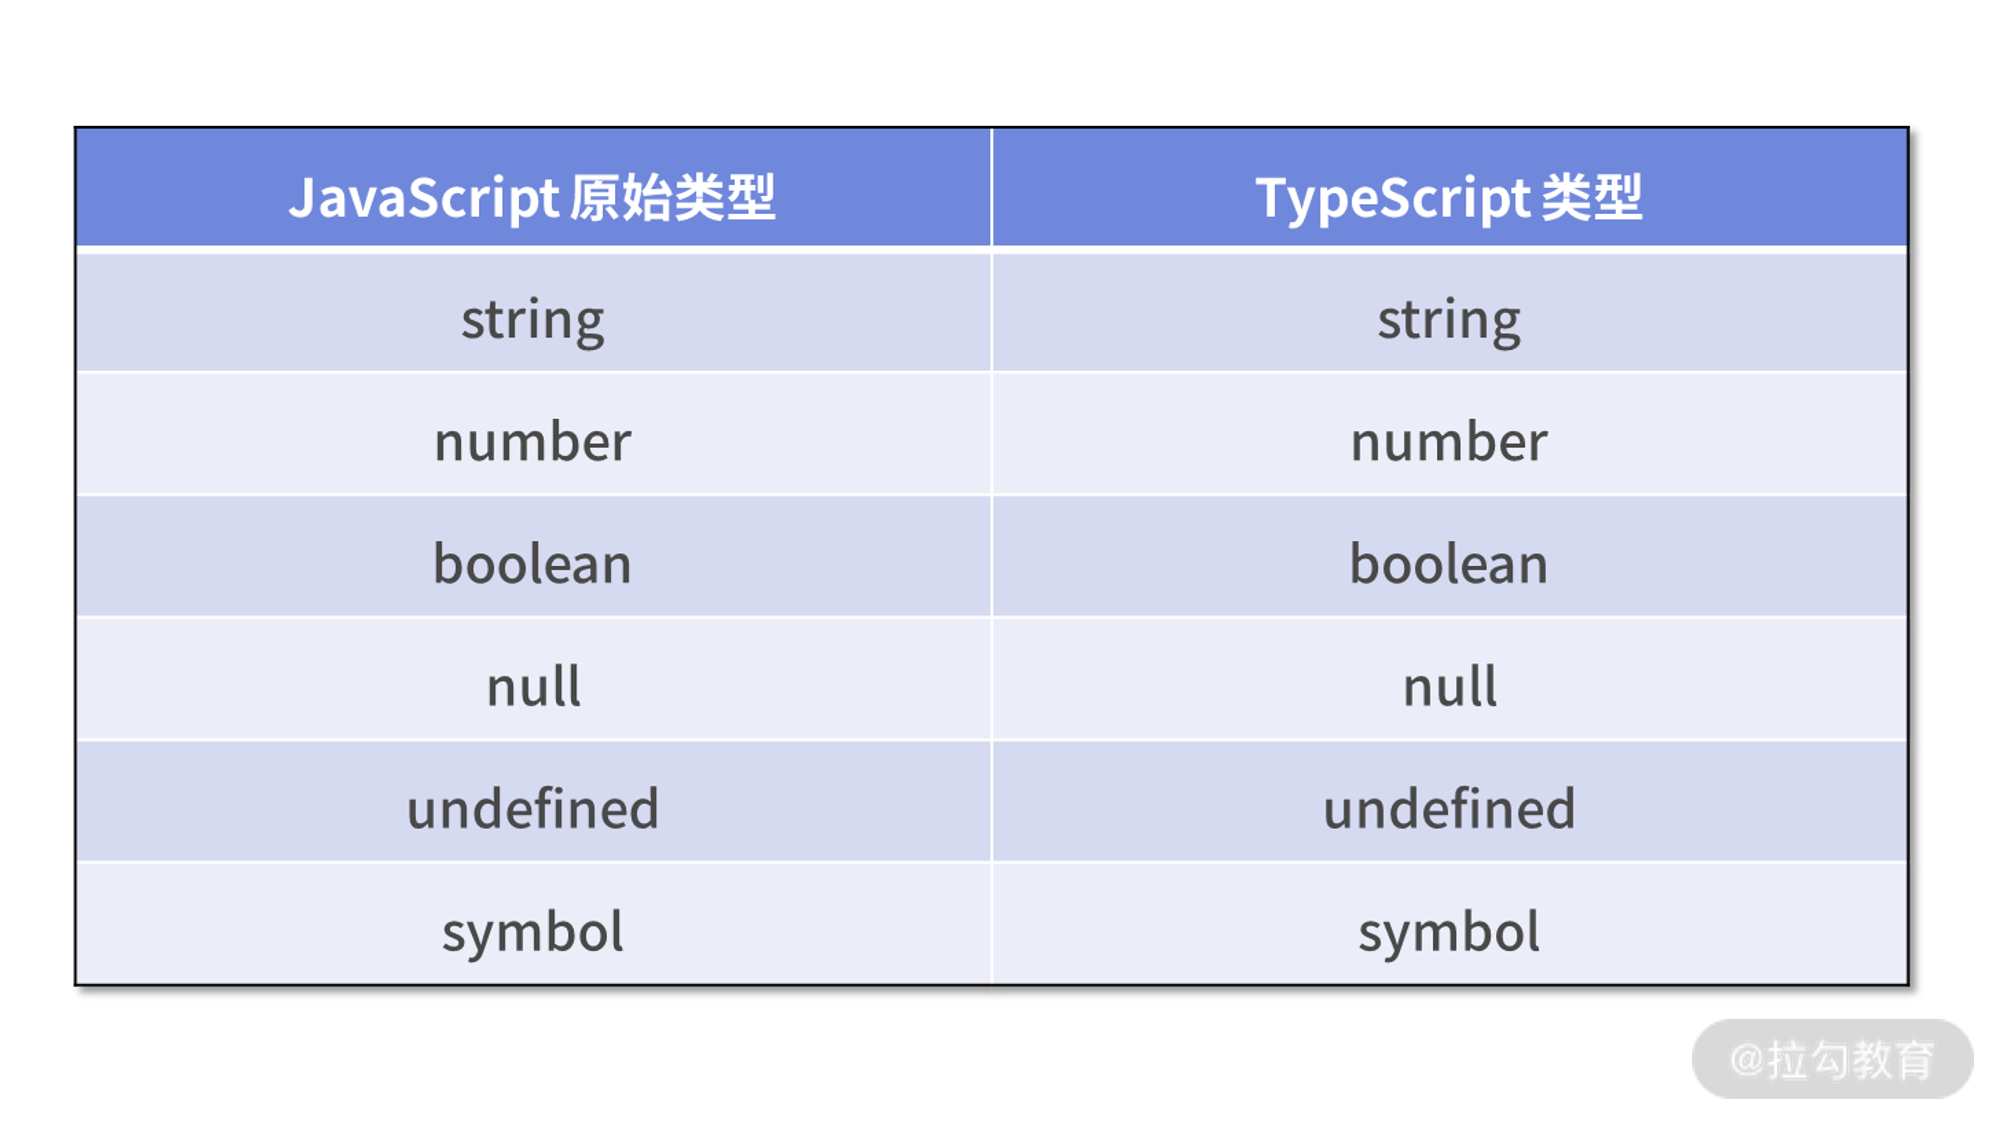 JavaScript 原始类型 TypeScript 类型
string string
number number
boolean boolean
null null
undefined undefined
symbol symbol
@拉勾教育